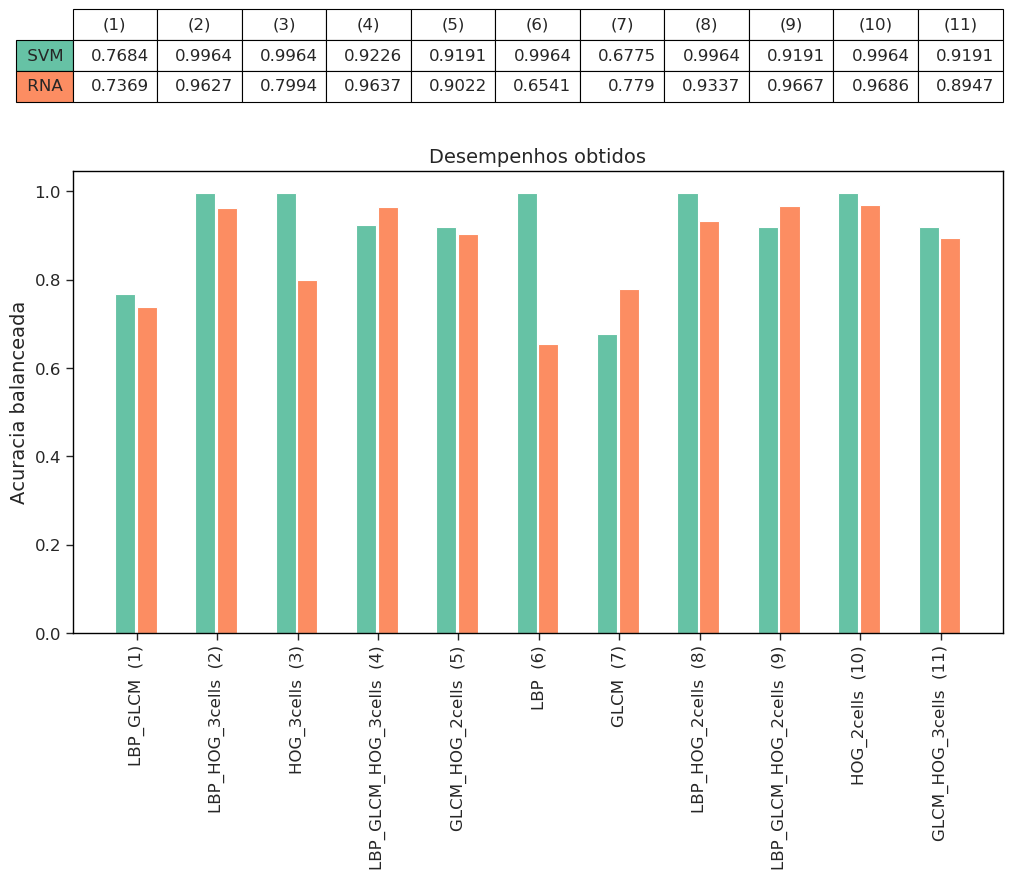 (1) (2) (3) (4) (5) (6) (7) (8) (9) (10) (11)
SVM 0.7684 0.9964 0.9964 0.9226 0.9191 0.9964 0.6775 0.9964 0.9191 0.9964 0.9191
RNA 0.7369 0.9627 0.7994 0.9637 0.9022 0.6541 0.779 0.9337 0.9667 0.9686 0.8947
Desempenhos obtidos
Acuracia balanceada
1.0
0.8
0.6
0.4
0.2
0.0
LBP_GLCM (1)
LBP_HOG_3cells (2)
HOG_3cells (3)
LBP_GLCM_HOG_3cells (4)
GLCM_HOG_2cells (5)
LBP (6)
GLCM (7)
LBP_HOG_2cells (8)
LBP_GLCM_HOG_2cells (9)
HOG_2cells (10)
GLCM_HOG_3cells (11)